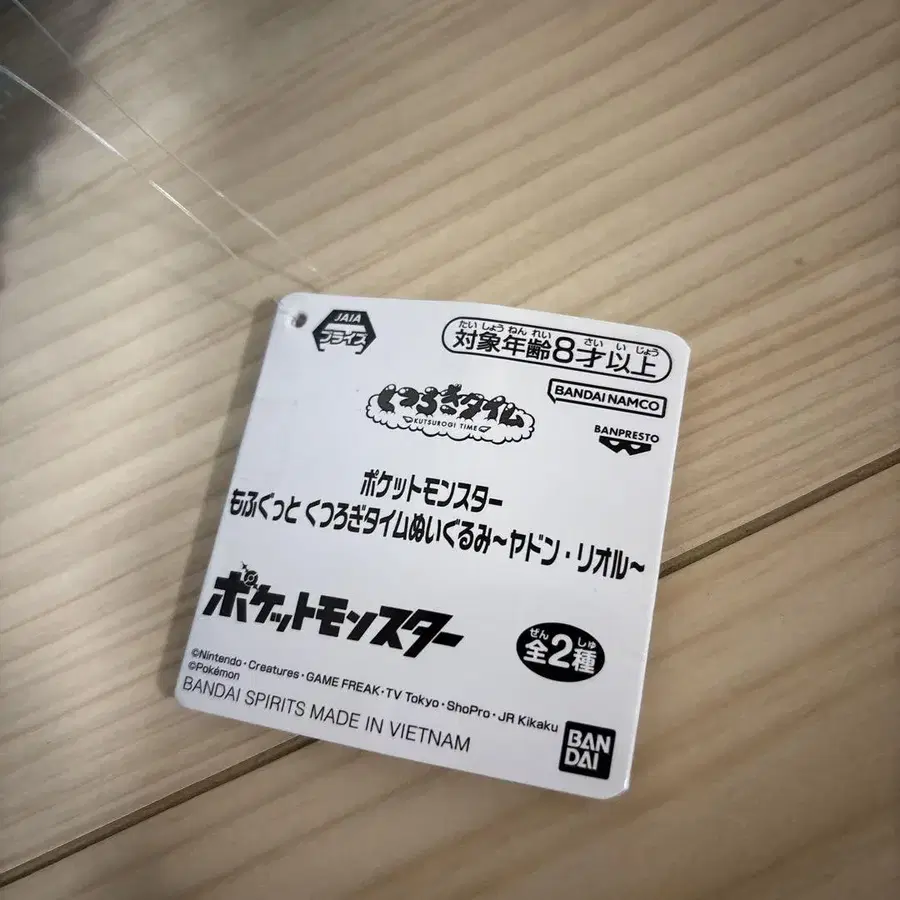 JAIA
プライズ
たいしょうねんれい さいいじょう
対象年齢8才以上
くつろぎタイム
KUTSUROGI TIME
BANDAI NAMCO
BANPRESTO
ポケットモンスター
もふぐっと くつろぎタイムぬいぐるみ～ヤドン・リオル～
ポケットモンスター
ぜん しゅ
全2種
©Nintendo・Creatures・GAME FREAK・TV Tokyo・ShoPro・JR Kikaku
©Pokémon
BANDAI SPIRITS MADE IN VIETNAM
BAN
DAI